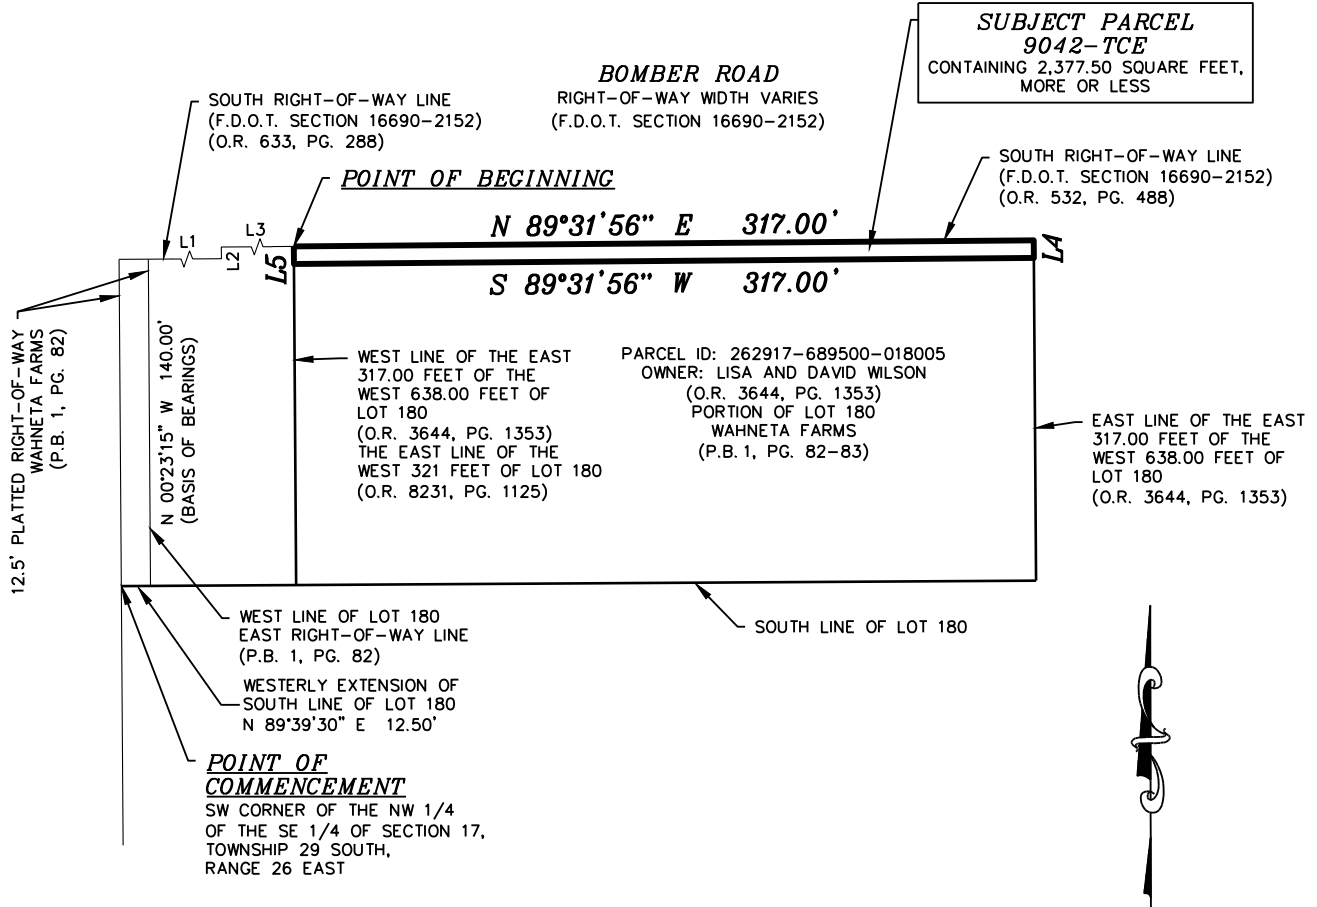 SUBJECT PARCEL
9042-TCE
CONTAINING 2,377.50 SQUARE FEET,
MORE OR LESS
BOMBER ROAD
RIGHT-OF-WAY WIDTH VARIES
(F.D.O.T. SECTION 16690-2152)
SOUTH RIGHT-OF-WAY LINE
(F.D.O.T. SECTION 16690-2152)
(O.R. 633, PG. 288)
SOUTH RIGHT-OF-WAY LINE
(F.D.O.T. SECTION 16690-2152)
(O.R. 532, PG. 488)
POINT OF BEGINNING
N 89°31'56" E 317.00'
L1
L3
L2
L5
L4
S 89°31'56" W 317.00'
12.5' PLATTED RIGHT-OF-WAY
WAHNETA FARMS
(P.B. 1, PG. 82)
N 00°23'15" W 140.00'
(BASIS OF BEARINGS)
WEST LINE OF THE EAST
317.00 FEET OF THE
WEST 638.00 FEET OF
LOT 180
(O.R. 3644, PG. 1353)
THE EAST LINE OF THE
WEST 321 FEET OF LOT 180
(O.R. 8231, PG. 1125)
PARCEL ID: 262917-689500-018005
OWNER: LISA AND DAVID WILSON
(O.R. 3644, PG. 1353)
PORTION OF LOT 180
WAHNETA FARMS
(P.B. 1, PG. 82-83)
EAST LINE OF THE EAST
317.00 FEET OF THE
WEST 638.00 FEET OF
LOT 180
(O.R. 3644, PG. 1353)
WEST LINE OF LOT 180
EAST RIGHT-OF-WAY LINE
(P.B. 1, PG. 82)
SOUTH LINE OF LOT 180
WESTERLY EXTENSION OF
SOUTH LINE OF LOT 180
N 89°39'30" E 12.50'
POINT OF
COMMENCEMENT
SW CORNER OF THE NW 1/4
OF THE SE 1/4 OF SECTION 17,
TOWNSHIP 29 SOUTH,
RANGE 26 EAST